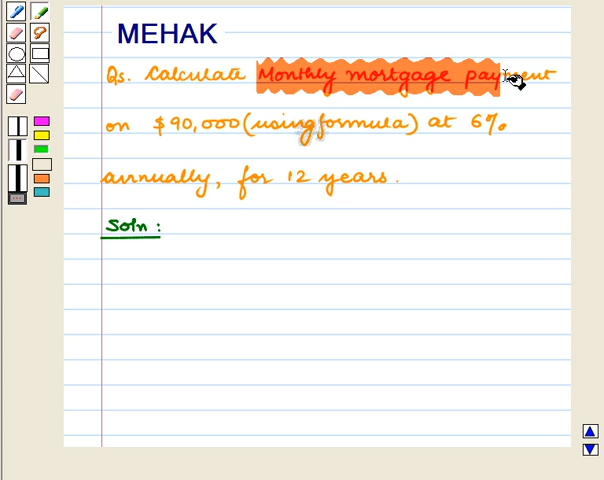 MEHAK
Qs. Calculate Monthly mortgage payment
on $90,000 (using formula) at 6%
annually, for 12 years.
Soln :